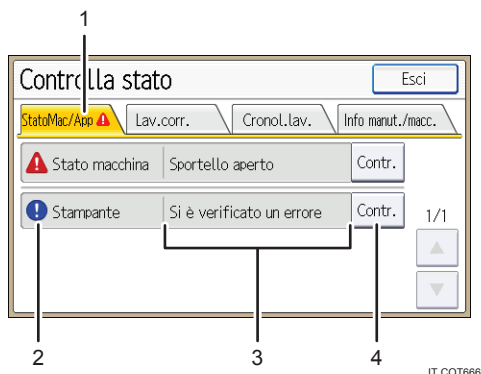 1
Controlla stato
Esci
StatoMac/App
Lav.corr.
Cronol.lav.
Info manut./macc.
Stato macchina
Sportello aperto
Contr.
Stampante
Si è verificato un errore
Contr.
1/1
2
3
4
IT COT666